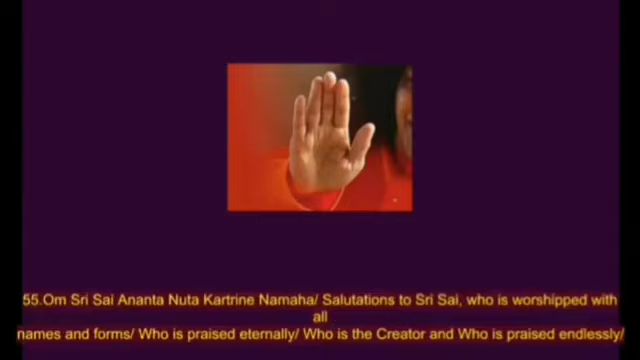 55.Om Sri Sai Ananta Nuta Kartrine Namaha/ Salutations to Sri Sai, who is worshipped with
all
names and forms/ Who is praised eternally/ Who is the Creator and Who is praised endlessly/